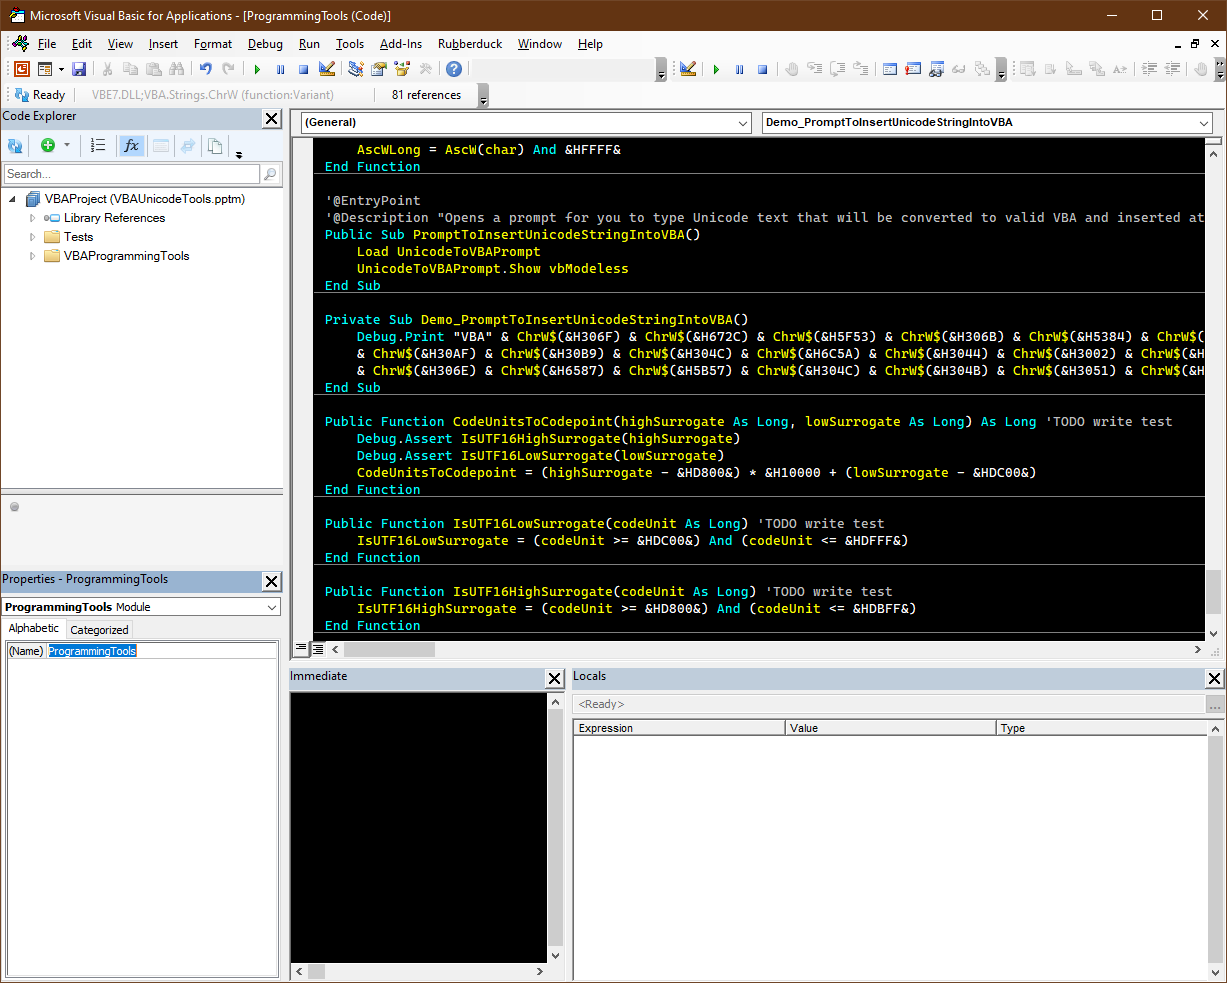 Microsoft Visual Basic for Applications - [ProgrammingTools (Code)]
File Edit View Insert Format Debug Run Tools Add-Ins Rubberduck Window Help
Ready VBE7.DLL;VBA.Strings.ChrW (function:Variant) 81 references
Code Explorer
fx
Search...
VBAProject (VBAUnicodeTools.pptm)
Library References
Tests
VBAProgrammingTools
Properties - ProgrammingTools
ProgrammingTools Module
Alphabetic Categorized
(Name) ProgrammingTools
(General) Demo_PromptToInsertUnicodeStringIntoVBA
AscWLong = AscW(char) And &HFFFF&
End Function
'@EntryPoint
'@Description "Opens a prompt for you to type Unicode text that will be converted to valid VBA and inserted at
Public Sub PromptToInsertUnicodeStringIntoVBA()
Load UnicodeToVBAPrompt
UnicodeToVBAPrompt.Show vbModeless
End Sub
Private Sub Demo_PromptToInsertUnicodeStringIntoVBA()
Debug.Print "VBA" & ChrW$(&H306F) & ChrW$(&H672C) & ChrW$(&H5F53) & ChrW$(&H306B) & ChrW$(&H5384) & ChrW$(
& ChrW$(&H30AF) & ChrW$(&H30B9) & ChrW$(&H304C) & ChrW$(&H6C5A) & ChrW$(&H3044) & ChrW$(&H3002) & ChrW$(&H
& ChrW$(&H306E) & ChrW$(&H6587) & ChrW$(&H5B57) & ChrW$(&H304C) & ChrW$(&H304B) & ChrW$(&H3051) & ChrW$(&H
End Sub
Public Function CodeUnitsToCodepoint(highSurrogate As Long, lowSurrogate As Long) As Long 'TODO write test
Debug.Assert IsUTF16HighSurrogate(highSurrogate)
Debug.Assert IsUTF16LowSurrogate(lowSurrogate)
CodeUnitsToCodepoint = (highSurrogate - &HD800&) * &H10000 + (lowSurrogate - &HDC00&)
End Function
Public Function IsUTF16LowSurrogate(codeUnit As Long) 'TODO write test
IsUTF16LowSurrogate = (codeUnit >= &HDC00&) And (codeUnit <= &HDFFF&)
End Function
Public Function IsUTF16HighSurrogate(codeUnit As Long) 'TODO write test
IsUTF16HighSurrogate = (codeUnit >= &HD800&) And (codeUnit <= &HDBFF&)
End Function
Immediate
Locals
<Ready>
...
Expression Value Type